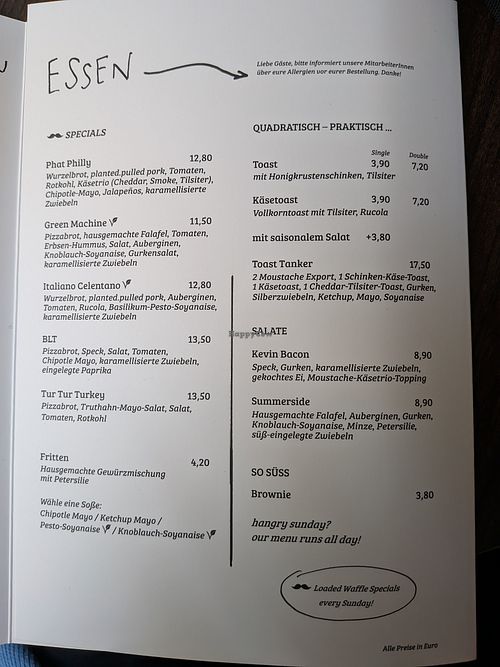 ESSEN
Liebe Gäste, bitte informiert unsere MitarbeiterInnen
über eure Allergien vor eurer Bestellung. Danke!
SPECIALS
Phat Philly 12,80
Wurzelbrot, planted.pulled pork, Tomaten,
Rotkohl, Käsetrio (Cheddar, Smoke, Tilsiter),
Chipotle-Mayo, Jalapeños, karamellisierte
Zwiebeln
Green Machine 11,50
Pizzabrot, hausgemachte Falafel, Tomaten,
Erbsen-Hummus, Salat, Auberginen,
Knoblauch-Soyanaise, Gurkensalat,
karamellisierte Zwiebeln
Italiano Celentano 12,80
Wurzelbrot, planted.pulled pork, Auberginen,
Tomaten, Rucola, Basilikum-Pesto-Soyanaise,
karamellisierte Zwiebeln
BLT 13,50
Pizzabrot, Speck, Salat, Tomaten,
Chipotle Mayo, karamellisierte Zwiebeln,
eingelegte Paprika
Tur Tur Turkey 13,50
Pizzabrot, Truthahn-Mayo-Salat, Salat,
Tomaten, Rotkohl
Fritten 4,20
Hausgemachte Gewürzmischung
mit Petersilie
Wähle eine Soße:
Chipotle Mayo / Ketchup Mayo /
Pesto-Soyanaise / Knoblauch-Soyanaise
QUADRATISCH – PRAKTISCH ...
Single Double
Toast 3,90 7,20
mit Honigkrustenschinken, Tilsiter
Käsetoast 3,90 7,20
Vollkorntoast mit Tilsiter, Rucola
mit saisonalem Salat +3,80
Toast Tanker 17,50
2 Moustache Export, 1 Schinken-Käse-Toast,
1 Käsetoast, 1 Cheddar-Tilsiter-Toast, Gurken,
Silberzwiebeln, Ketchup, Mayo, Soyanaise
HappyCow
SALATE
Kevin Bacon 8,90
Speck, Gurken, karamellisierte Zwiebeln,
gekochtes Ei, Moustache-Käsetrio-Topping
Summerside 8,90
Hausgemachte Falafel, Auberginen, Gurken,
Knoblauch-Soyanaise, Minze, Petersilie,
süß-eingelegte Zwiebeln
SO SÜSS
Brownie 3,80
hangry sunday?
our menu runs all day!
Loaded Waffle Specials
every Sunday!
Alle Preise in Euro